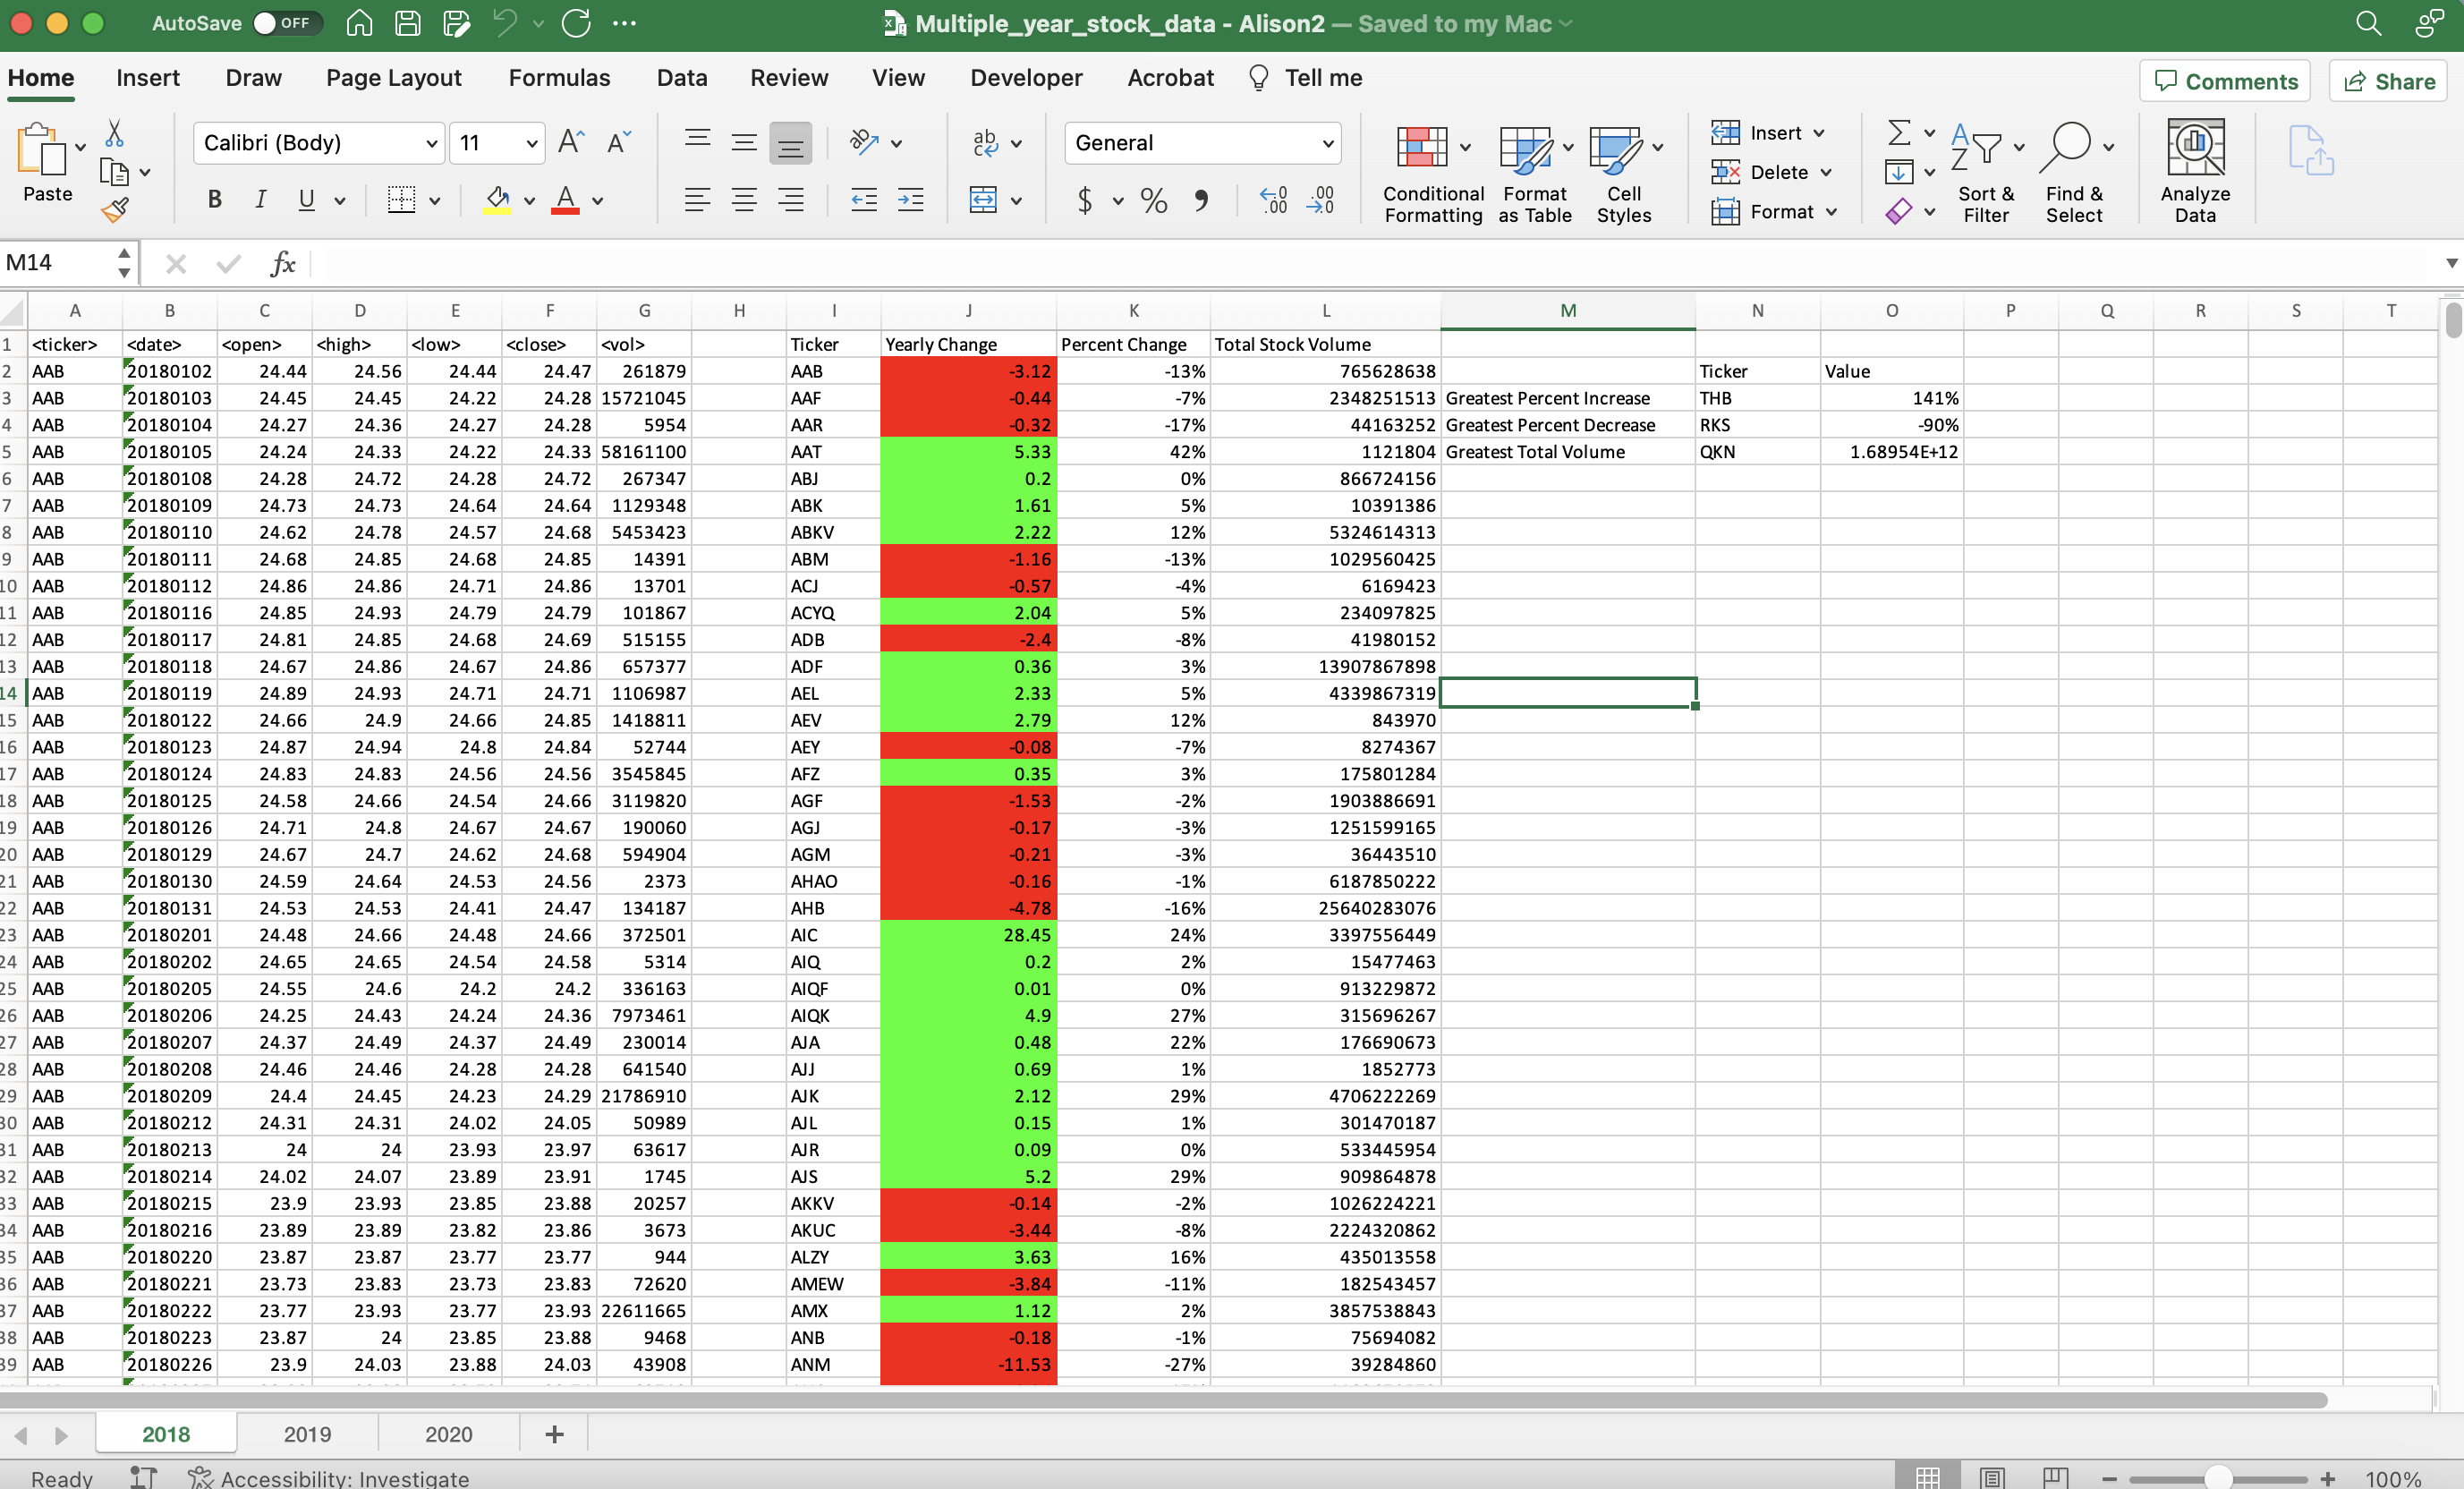 AutoSave OFF Multiple_year_stock_data - Alison2 — Saved to my Mac
Home Insert Draw Page Layout Formulas Data Review View Developer Acrobat Tell me Comments Share
Paste Calibri (Body) 11 General Conditional Formatting Format as Table Cell Styles Insert Delete Format Sort & Filter Find & Select Analyze Data
M14 fx
A B C D E F G H I J K L M N O P Q R S T
1 <ticker> <date> <open> <high> <low> <close> <vol> Ticker Yearly Change Percent Change Total Stock Volume
2 AAB 20180102 24.44 24.56 24.44 24.47 261879 AAB -3.12 -13% 765628638 Ticker Value
3 AAB 20180103 24.45 24.45 24.22 24.28 15721045 AAF -0.44 -7% 2348251513 Greatest Percent Increase THB 141%
4 AAB 20180104 24.27 24.36 24.27 24.28 5954 AAR -0.32 -17% 44163252 Greatest Percent Decrease RKS -90%
5 AAB 20180105 24.24 24.33 24.22 24.33 58161100 AAT 5.33 42% 1121804 Greatest Total Volume QKN 1.68954E+12
6 AAB 20180108 24.28 24.72 24.28 24.72 267347 ABJ 0.2 0% 866724156
7 AAB 20180109 24.73 24.73 24.64 24.64 1129348 ABK 1.61 5% 10391386
8 AAB 20180110 24.62 24.78 24.57 24.68 5453423 ABKV 2.22 12% 5324614313
9 AAB 20180111 24.68 24.85 24.68 24.85 14391 ABM -1.16 -13% 1029560425
10 AAB 20180112 24.86 24.86 24.71 24.86 13701 ACJ -0.57 -4% 6169423
11 AAB 20180116 24.85 24.93 24.79 24.79 101867 ACYQ 2.04 5% 234097825
12 AAB 20180117 24.81 24.85 24.68 24.69 515155 ADB -2.4 -8% 41980152
13 AAB 20180118 24.67 24.86 24.67 24.86 657377 ADF 0.36 3% 13907867898
14 AAB 20180119 24.89 24.93 24.71 24.71 1106987 AEL 2.33 5% 4339867319
15 AAB 20180122 24.66 24.9 24.66 24.85 1418811 AEV 2.79 12% 843970
16 AAB 20180123 24.87 24.94 24.8 24.84 52744 AEY -0.08 -7% 8274367
17 AAB 20180124 24.83 24.83 24.56 24.56 3545845 AFZ 0.35 3% 175801284
18 AAB 20180125 24.58 24.66 24.54 24.66 3119820 AGF -1.53 -2% 1903886691
19 AAB 20180126 24.71 24.8 24.67 24.67 190060 AGJ -0.17 -3% 1251599165
20 AAB 20180129 24.67 24.7 24.62 24.68 594904 AGM -0.21 -3% 36443510
21 AAB 20180130 24.59 24.64 24.53 24.56 2373 AHAO -0.16 -1% 6187850222
22 AAB 20180131 24.53 24.53 24.41 24.47 134187 AHB -4.78 -16% 25640283076
23 AAB 20180201 24.48 24.66 24.48 24.66 372501 AIC 28.45 24% 3397556449
24 AAB 20180202 24.65 24.65 24.54 24.58 5314 AIQ 0.2 2% 15477463
25 AAB 20180205 24.55 24.6 24.2 24.2 336163 AIQF 0.01 0% 913229872
26 AAB 20180206 24.25 24.43 24.24 24.36 7973461 AIQK 4.9 27% 315696267
27 AAB 20180207 24.37 24.49 24.37 24.49 230014 AJA 0.48 22% 176690673
28 AAB 20180208 24.46 24.46 24.28 24.28 641540 AJJ 0.69 1% 1852773
29 AAB 20180209 24.4 24.45 24.23 24.29 21786910 AJK 2.12 29% 4706222269
30 AAB 20180212 24.31 24.31 24.02 24.05 50989 AJL 0.15 1% 301470187
31 AAB 20180213 24 24 23.93 23.97 63617 AJR 0.09 0% 533445954
32 AAB 20180214 24.02 24.07 23.89 23.91 1745 AJS 5.2 29% 909864878
33 AAB 20180215 23.9 23.93 23.85 23.88 20257 AKKV -0.14 -2% 1026224221
34 AAB 20180216 23.89 23.89 23.82 23.86 3673 AKUC -3.44 -8% 2224320862
35 AAB 20180220 23.87 23.87 23.77 23.77 944 ALZY 3.63 16% 435013558
36 AAB 20180221 23.73 23.83 23.73 23.83 72620 AMEW -3.84 -11% 182543457
37 AAB 20180222 23.77 23.93 23.77 23.93 22611665 AMX 1.12 2% 3857538843
38 AAB 20180223 23.87 24 23.85 23.88 9468 ANB -0.18 -1% 75694082
39 AAB 20180226 23.9 24.03 23.88 24.03 43908 ANM -11.53 -27% 39284860
2018 2019 2020 +
Ready Accessibility: Investigate 100%